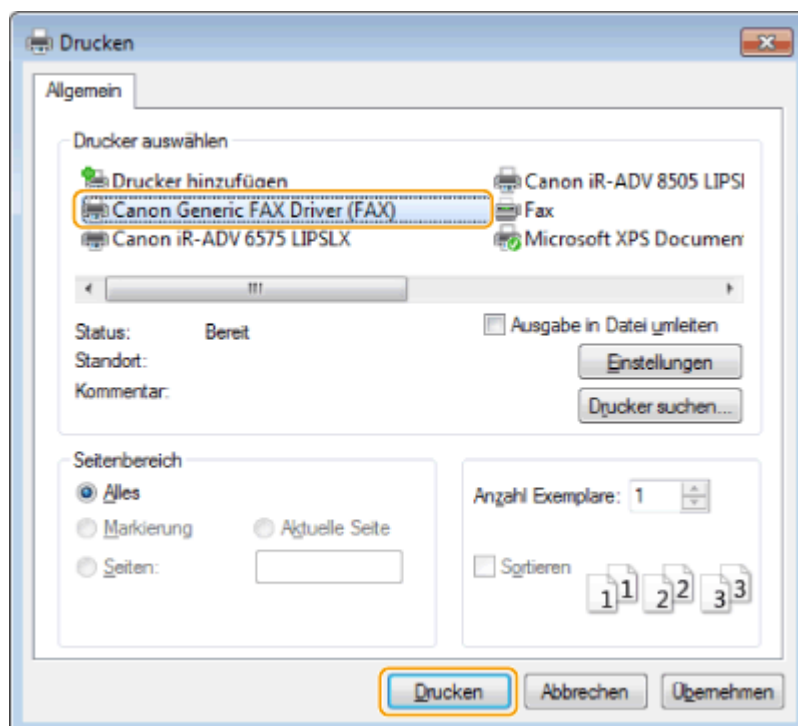 Drucken
Allgemein
Drucker auswählen
Drucker hinzufügen
Canon iR-ADV 8505 LIPSI
Canon Generic FAX Driver (FAX)
Fax
Canon iR-ADV 6575 LIPSLX
Microsoft XPS Documen
Status: Bereit
Ausgabe in Datei umleiten
Standort:
Einstellungen
Kommentar:
Drucker suchen...
Seitenbereich
Alles
Markierung
Aktuelle Seite
Seiten:
Anzahl Exemplare: 1
Sortieren
1 1 2 2 3 3
Drucken
Abbrechen
Übernehmen